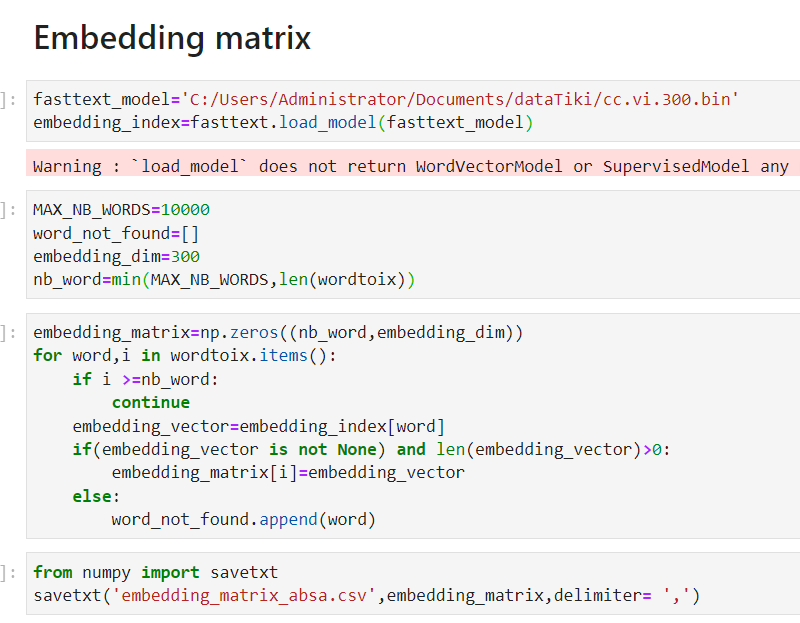 Embedding matrix
]: fasttext_model='C:/Users/Administrator/Documents/dataTiki/cc.vi.300.bin'
embedding_index=fasttext.load_model(fasttext_model)
Warning : `load_model` does not return WordVectorModel or SupervisedModel any
]: MAX_NB_WORDS=10000
word_not_found=[]
embedding_dim=300
nb_word=min(MAX_NB_WORDS,len(wordtoix))
]: embedding_matrix=np.zeros((nb_word,embedding_dim))
for word,i in wordtoix.items():
    if i >=nb_word:
        continue
    embedding_vector=embedding_index[word]
    if(embedding_vector is not None) and len(embedding_vector)>0:
        embedding_matrix[i]=embedding_vector
    else:
        word_not_found.append(word)
]: from numpy import savetxt
savetxt('embedding_matrix_absa.csv',embedding_matrix,delimiter= ',')